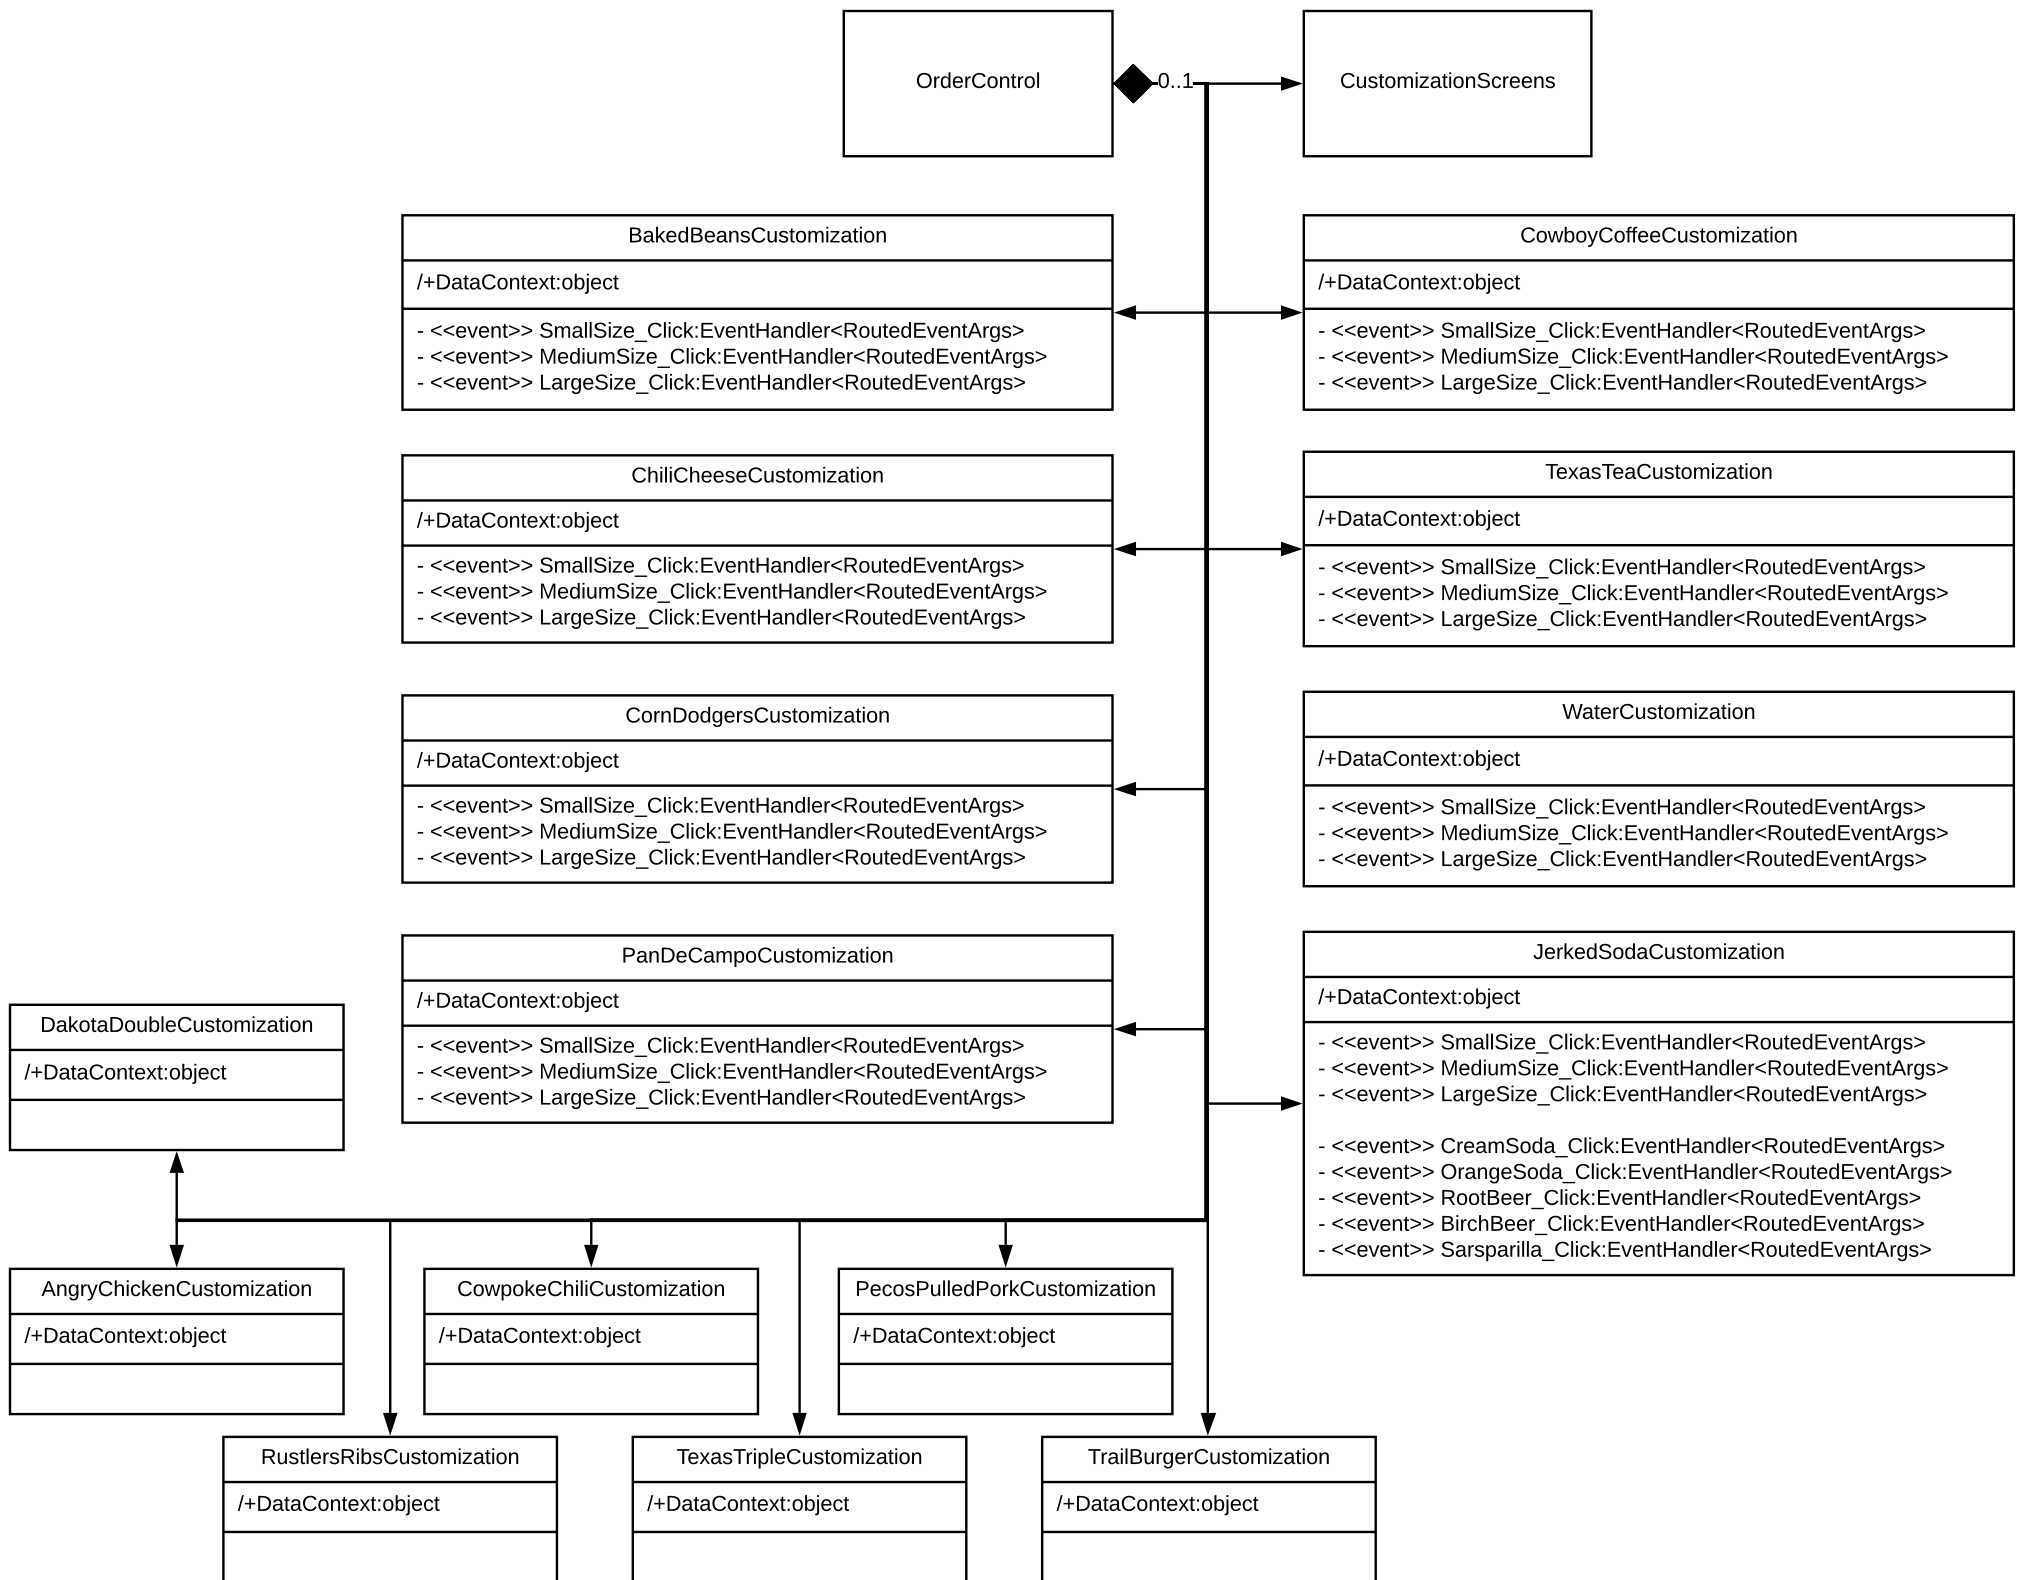 OrderControl
0..1
CustomizationScreens
BakedBeansCustomization
/+DataContext:object
- <<event>> SmallSize_Click:EventHandler<RoutedEventArgs>
- <<event>> MediumSize_Click:EventHandler<RoutedEventArgs>
- <<event>> LargeSize_Click:EventHandler<RoutedEventArgs>
CowboyCoffeeCustomization
/+DataContext:object
- <<event>> SmallSize_Click:EventHandler<RoutedEventArgs>
- <<event>> MediumSize_Click:EventHandler<RoutedEventArgs>
- <<event>> LargeSize_Click:EventHandler<RoutedEventArgs>
ChiliCheeseCustomization
/+DataContext:object
- <<event>> SmallSize_Click:EventHandler<RoutedEventArgs>
- <<event>> MediumSize_Click:EventHandler<RoutedEventArgs>
- <<event>> LargeSize_Click:EventHandler<RoutedEventArgs>
TexasTeaCustomization
/+DataContext:object
- <<event>> SmallSize_Click:EventHandler<RoutedEventArgs>
- <<event>> MediumSize_Click:EventHandler<RoutedEventArgs>
- <<event>> LargeSize_Click:EventHandler<RoutedEventArgs>
CornDodgersCustomization
/+DataContext:object
- <<event>> SmallSize_Click:EventHandler<RoutedEventArgs>
- <<event>> MediumSize_Click:EventHandler<RoutedEventArgs>
- <<event>> LargeSize_Click:EventHandler<RoutedEventArgs>
WaterCustomization
/+DataContext:object
- <<event>> SmallSize_Click:EventHandler<RoutedEventArgs>
- <<event>> MediumSize_Click:EventHandler<RoutedEventArgs>
- <<event>> LargeSize_Click:EventHandler<RoutedEventArgs>
PanDeCampoCustomization
/+DataContext:object
- <<event>> SmallSize_Click:EventHandler<RoutedEventArgs>
- <<event>> MediumSize_Click:EventHandler<RoutedEventArgs>
- <<event>> LargeSize_Click:EventHandler<RoutedEventArgs>
JerkedSodaCustomization
/+DataContext:object
- <<event>> SmallSize_Click:EventHandler<RoutedEventArgs>
- <<event>> MediumSize_Click:EventHandler<RoutedEventArgs>
- <<event>> LargeSize_Click:EventHandler<RoutedEventArgs>
- <<event>> CreamSoda_Click:EventHandler<RoutedEventArgs>
- <<event>> OrangeSoda_Click:EventHandler<RoutedEventArgs>
- <<event>> RootBeer_Click:EventHandler<RoutedEventArgs>
- <<event>> BirchBeer_Click:EventHandler<RoutedEventArgs>
- <<event>> Sarsparilla_Click:EventHandler<RoutedEventArgs>
DakotaDoubleCustomization
/+DataContext:object
AngryChickenCustomization
/+DataContext:object
CowpokeChiliCustomization
/+DataContext:object
PecosPulledPorkCustomization
/+DataContext:object
RustlersRibsCustomization
/+DataContext:object
TexasTripleCustomization
/+DataContext:object
TrailBurgerCustomization
/+DataContext:object